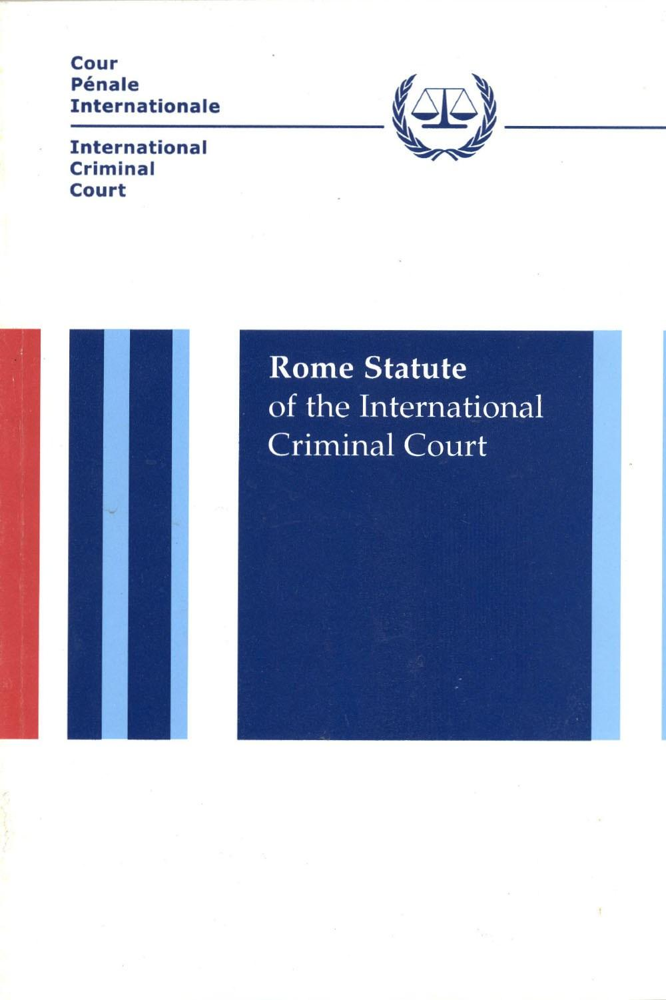 Cour
Pénale
Internationale
International
Criminal
Court
Rome Statute
of the International
Criminal Court